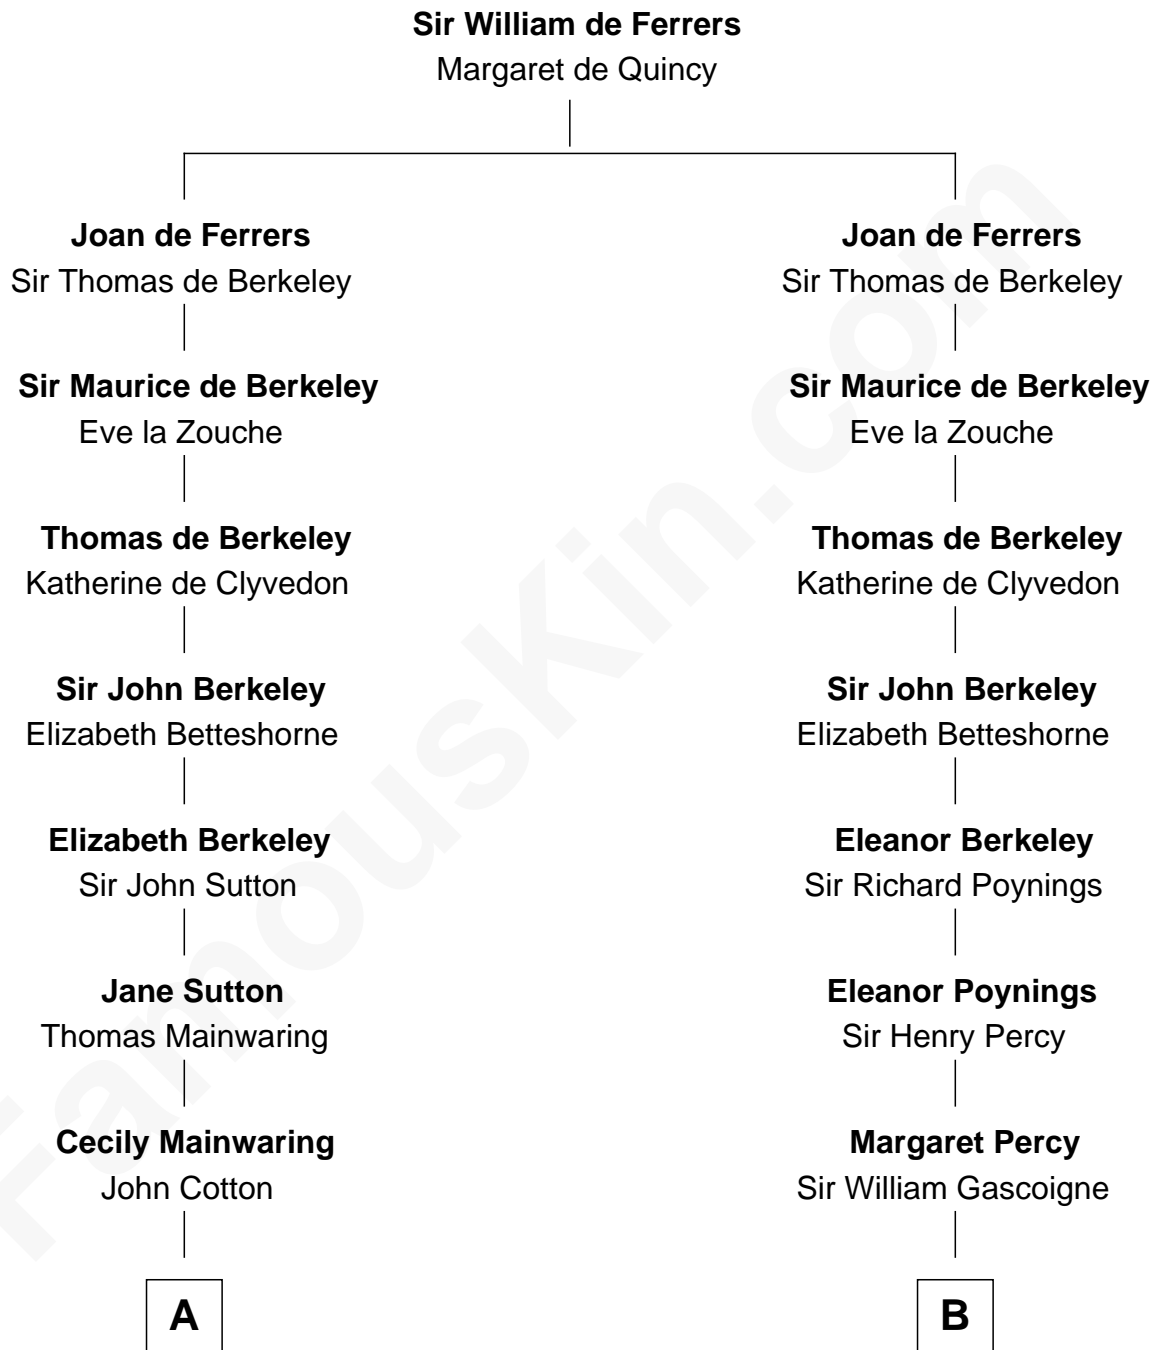 Sir William de Ferrers
Margaret de Quincy
Joan de Ferrers
Sir Thomas de Berkeley
Sir Maurice de Berkeley
Eve la Zouche
Thomas de Berkeley
Katherine de Clyvedon
Sir John Berkeley
Elizabeth Betteshorne
Elizabeth Berkeley
Sir John Sutton
Jane Sutton
Thomas Mainwaring
Cecily Mainwaring
John Cotton
A
Joan de Ferrers
Sir Thomas de Berkeley
Sir Maurice de Berkeley
Eve la Zouche
Thomas de Berkeley
Katherine de Clyvedon
Sir John Berkeley
Elizabeth Betteshorne
Eleanor Berkeley
Sir Richard Poynings
Eleanor Poynings
Sir Henry Percy
Margaret Percy
Sir William Gascoigne
B
FamousKin.com